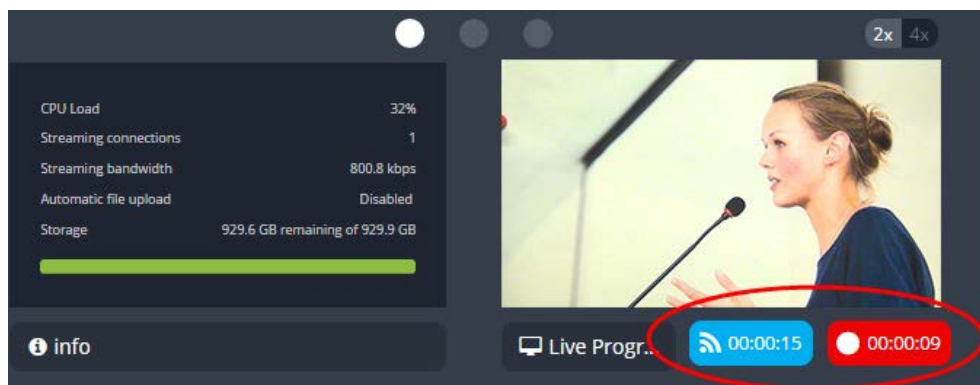 2x 4x
CPU Load 32%
Streaming connections 1
Streaming bandwidth 800.8 kbps
Automatic file upload Disabled
Storage 929.6 GB remaining of 929.9 GB
info
Live Progr... 00:00:15 00:00:09